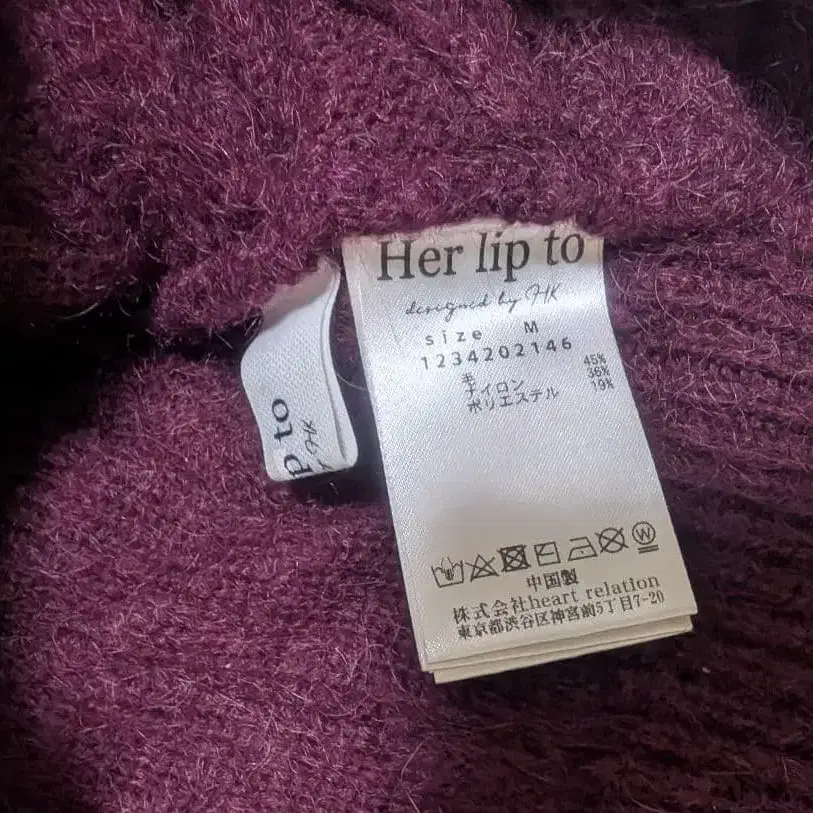 Her lip to
designed by HK
size M
1234202146
毛 45%
ナイロン 36%
ポリエステル 19%
W
中国製
株式会社heart relation
東京都渋谷区神宮前5丁目7-20
p to
HK